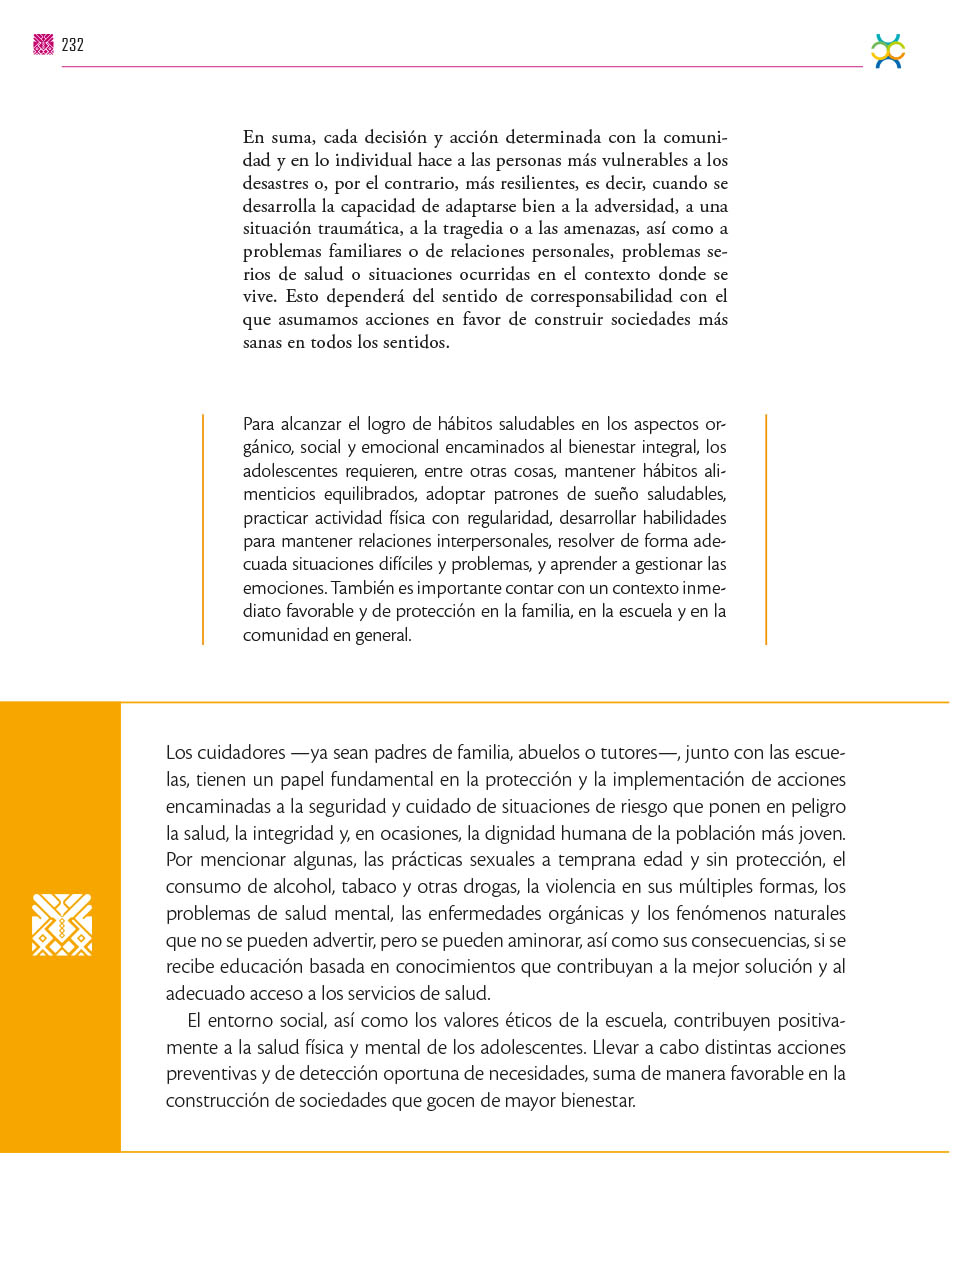 232
En suma, cada decisión y acción determinada con la comuni-
dad y en lo individual hace a las personas más vulnerables a los
desastres o, por el contrario, más resilientes, es decir, cuando se
desarrolla la capacidad de adaptarse bien a la adversidad, a una
situación traumática, a la tragedia o a las amenazas, así como a
problemas familiares o de relaciones personales, problemas se-
rios de salud o situaciones ocurridas en el contexto donde se
vive. Esto dependerá del sentido de corresponsabilidad con el
que asumamos acciones en favor de construir sociedades más
sanas en todos los sentidos.
Para alcanzar el logro de hábitos saludables en los aspectos or-
gánico, social y emocional encaminados al bienestar integral, los
adolescentes requieren, entre otras cosas, mantener hábitos ali-
menticios equilibrados, adoptar patrones de sueño saludables,
practicar actividad física con regularidad, desarrollar habilidades
para mantener relaciones interpersonales, resolver de forma ade-
cuada situaciones difíciles y problemas, y aprender a gestionar las
emociones. También es importante contar con un contexto inme-
diato favorable y de protección en la familia, en la escuela y en la
comunidad en general.
Los cuidadores —ya sean padres de familia, abuelos o tutores—, junto con las escue-
las, tienen un papel fundamental en la protección y la implementación de acciones
encaminadas a la seguridad y cuidado de situaciones de riesgo que ponen en peligro
la salud, la integridad y, en ocasiones, la dignidad humana de la población más joven.
Por mencionar algunas, las prácticas sexuales a temprana edad y sin protección, el
consumo de alcohol, tabaco y otras drogas, la violencia en sus múltiples formas, los
problemas de salud mental, las enfermedades orgánicas y los fenómenos naturales
que no se pueden advertir, pero se pueden aminorar, así como sus consecuencias, si se
recibe educación basada en conocimientos que contribuyan a la mejor solución y al
adecuado acceso a los servicios de salud.
El entorno social, así como los valores éticos de la escuela, contribuyen positiva-
mente a la salud física y mental de los adolescentes. Llevar a cabo distintas acciones
preventivas y de detección oportuna de necesidades, suma de manera favorable en la
construcción de sociedades que gocen de mayor bienestar.